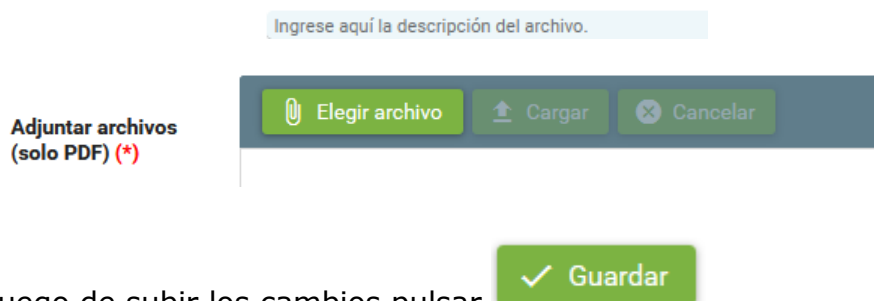 Ingrese aquí la descripción del archivo.
Elegir archivo Cargar Cancelar
Adjuntar archivos
(solo PDF) (*)
Guardar
de subir los cambios pulsar